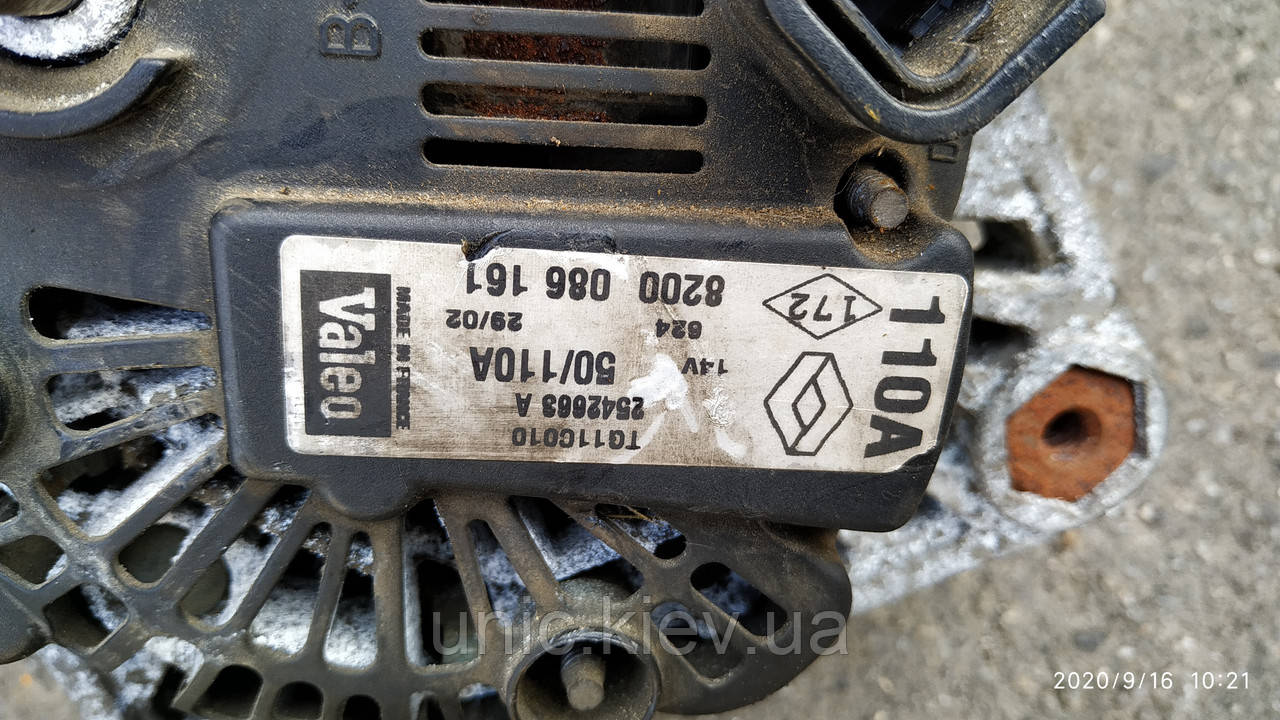 B+
Valeo
MADE IN FRANCE
TG11C010
2542663 A
50/110A
14V
624
29/02
8200 086 161
172
110A
unic.kiev.ua
2020/9/16 10:21